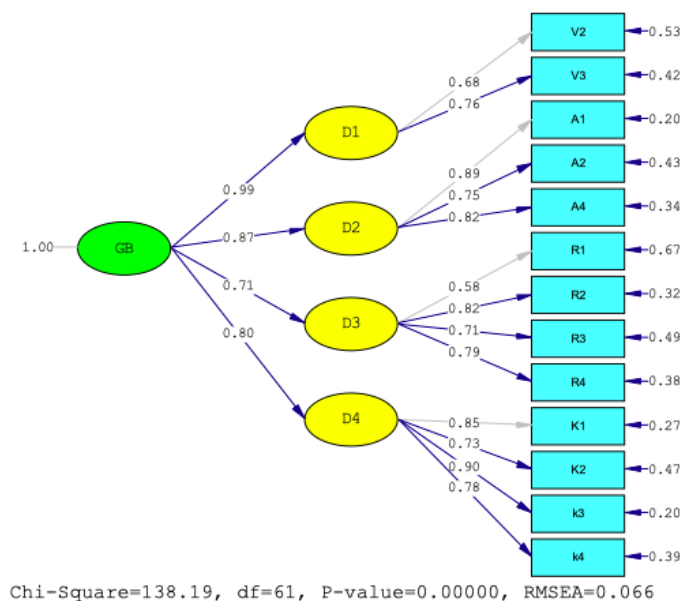 V2 0.53
0.68
V3 0.42
0.76
A1 0.20
D1
A2 0.43
0.89
0.75
0.99
A4 0.34
0.82
D2
0.87
1.00 GB
R1 0.67
0.58
0.71
R2 0.32
0.82
D3
0.71
R3 0.49
0.80
0.79
R4 0.38
0.85
K1 0.27
D4
0.73
K2 0.47
0.90
0.78
k3 0.20
k4 0.39
Chi-Square=138.19, df=61, P-value=0.00000, RMSEA=0.066